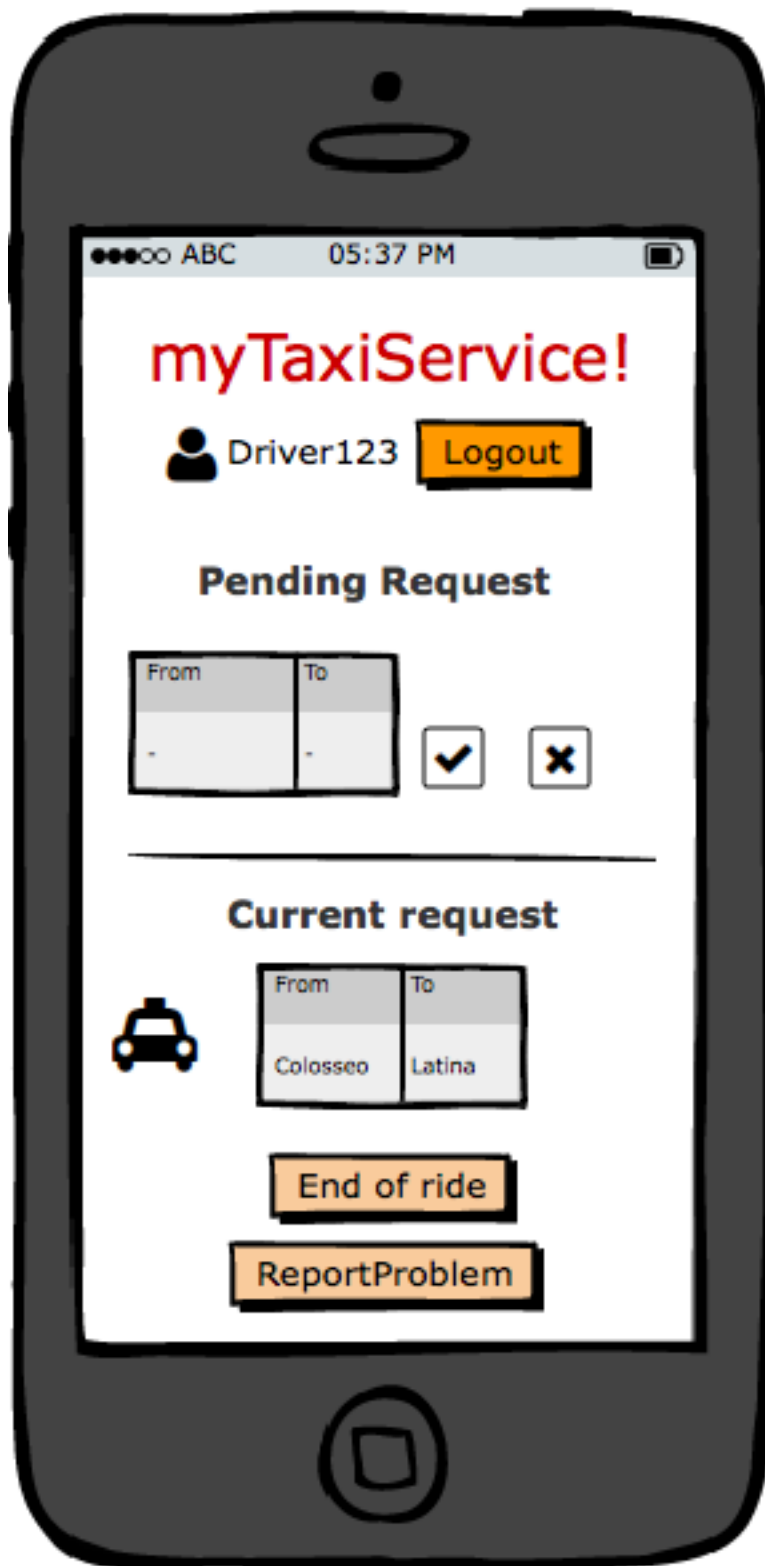 ABC 05:37 PM
myTaxiService!
Driver123 Logout
Pending Request
From To
- -
Current request
From To
Colosseo Latina
End of ride
ReportProblem